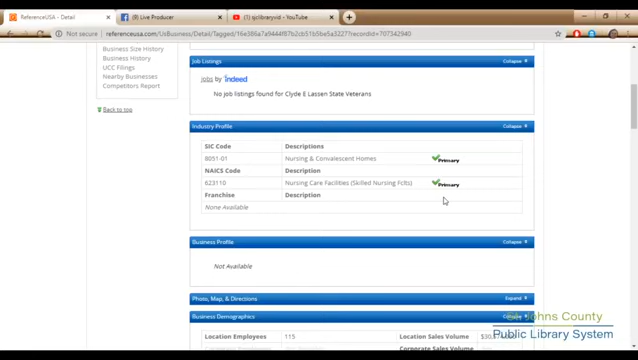 ReferenceUSA - Detail
(9) Live Producer
(1) sjclibraryvid - YouTube
Not secure | referenceusa.com/UsBusiness/Detail/Tagged/16e386a7a9444f87b2cb51b5be5a3227?recordId=707342940
Business Size History
Business History
UCC Filings
Nearby Businesses
Competitors Report
Back to top
Job Listings Collapse
jobs by indeed
No job listings found for Clyde E Lassen State Veterans
Industry Profile Collapse
SIC Code Descriptions
8051-01 Nursing & Convalescent Homes Primary
NAICS Code Description
623110 Nursing Care Facilities (Skilled Nursing Fclts) Primary
Franchise Description
None Available
Business Profile Collapse
Not Available
Photo, Map, & Directions Expand
Business Demographics
Location Employees 115 Location Sales Volume
Corporate Sales Volume
St. Johns County
Public Library System